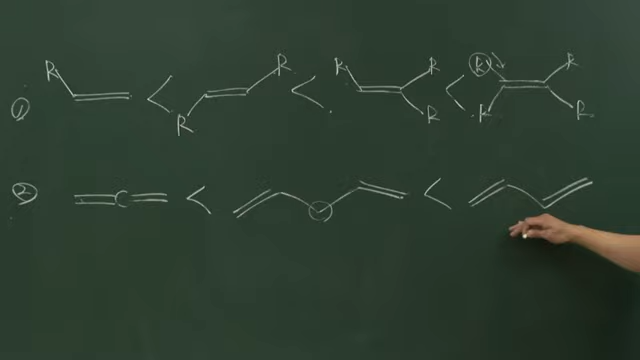 ① R < R R < R R R < R R R R
② = C = < <